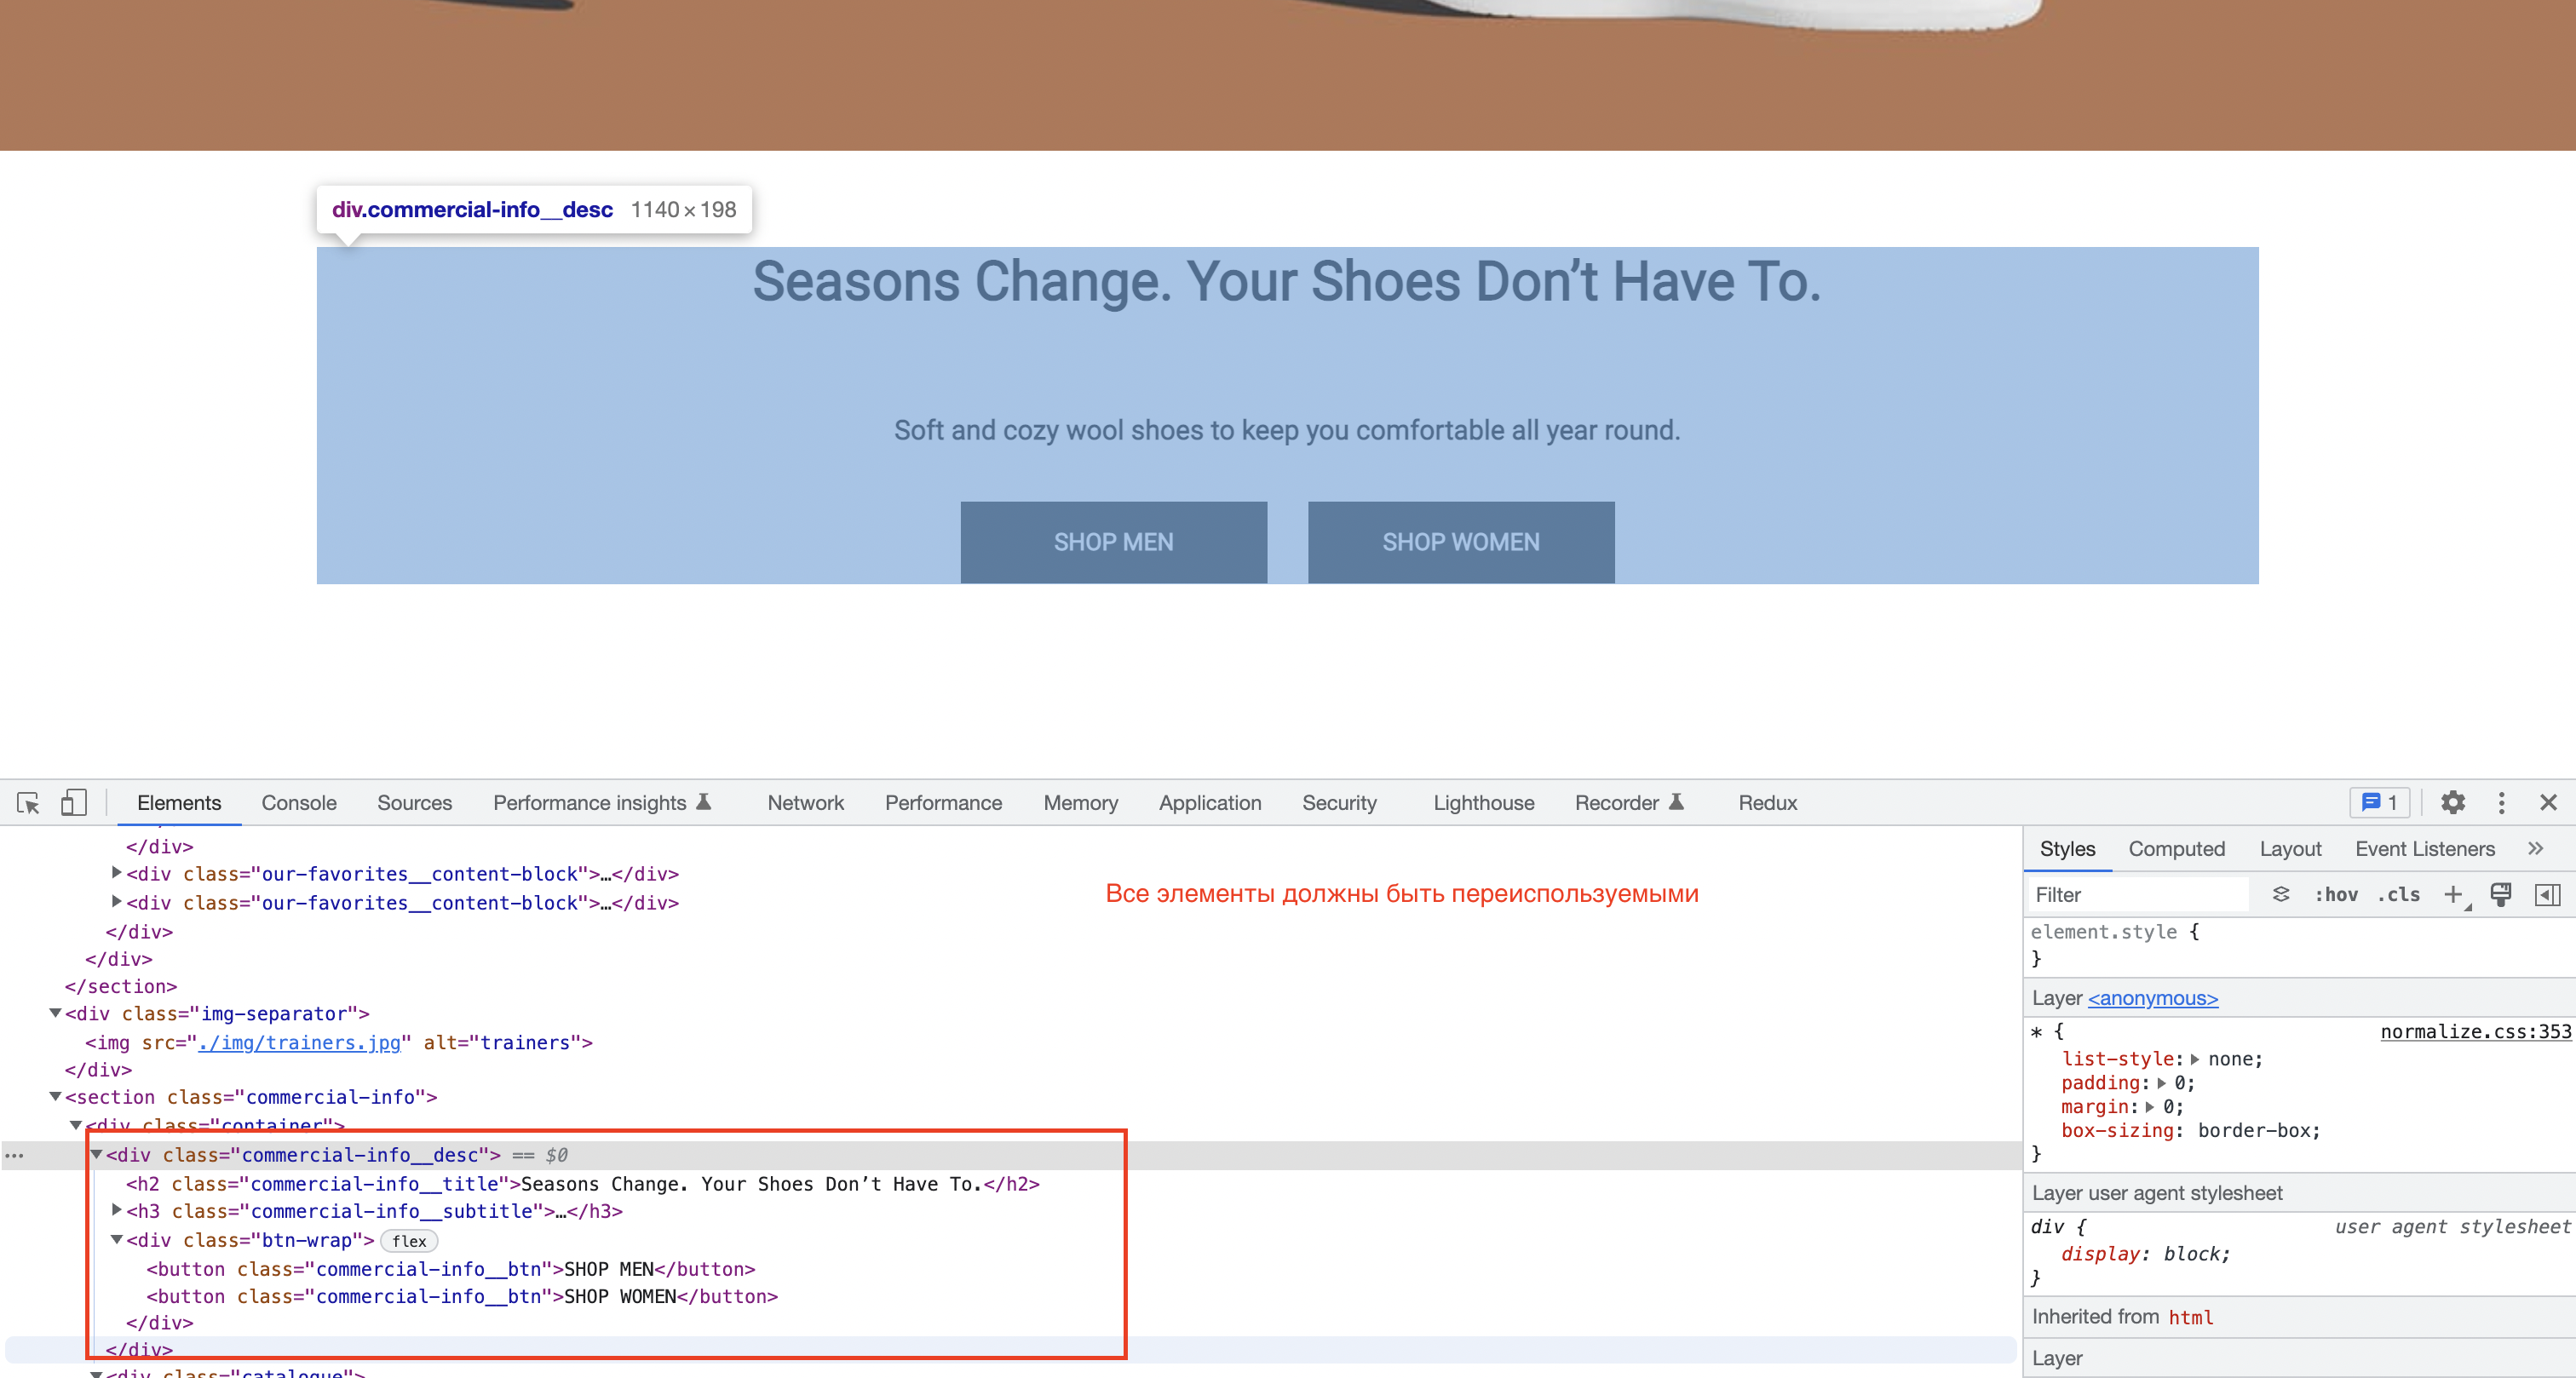 div.commercial-info__desc 1140 × 198
Seasons Change. Your Shoes Don’t Have To.
Soft and cozy wool shoes to keep you comfortable all year round.
SHOP MEN SHOP WOMEN
Elements Console Sources Performance insights Network Performance Memory Application Security Lighthouse Recorder Redux 1
</div>
<div class="our-favorites__content-block">…</div>
<div class="our-favorites__content-block">…</div>
</div>
</div>
</section>
<div class="img-separator">
<img src="./img/trainers.jpg" alt="trainers">
</div>
<section class="commercial-info">
<div class="container">
<div class="commercial-info__desc"> == $0
<h2 class="commercial-info__title">Seasons Change. Your Shoes Don’t Have To.</h2>
<h3 class="commercial-info__subtitle">…</h3>
<div class="btn-wrap"> flex
<button class="commercial-info__btn">SHOP MEN</button>
<button class="commercial-info__btn">SHOP WOMEN</button>
</div>
</div>
<div class="catalogue">
Все элементы должны быть переиспользуемыми
Styles Computed Layout Event Listeners »
Filter :hov .cls +
element.style {
}
Layer <anonymous>
* { normalize.css:353
list-style: none;
padding: 0;
margin: 0;
box-sizing: border-box;
}
Layer user agent stylesheet
div { user agent stylesheet
display: block;
}
Inherited from html
Layer